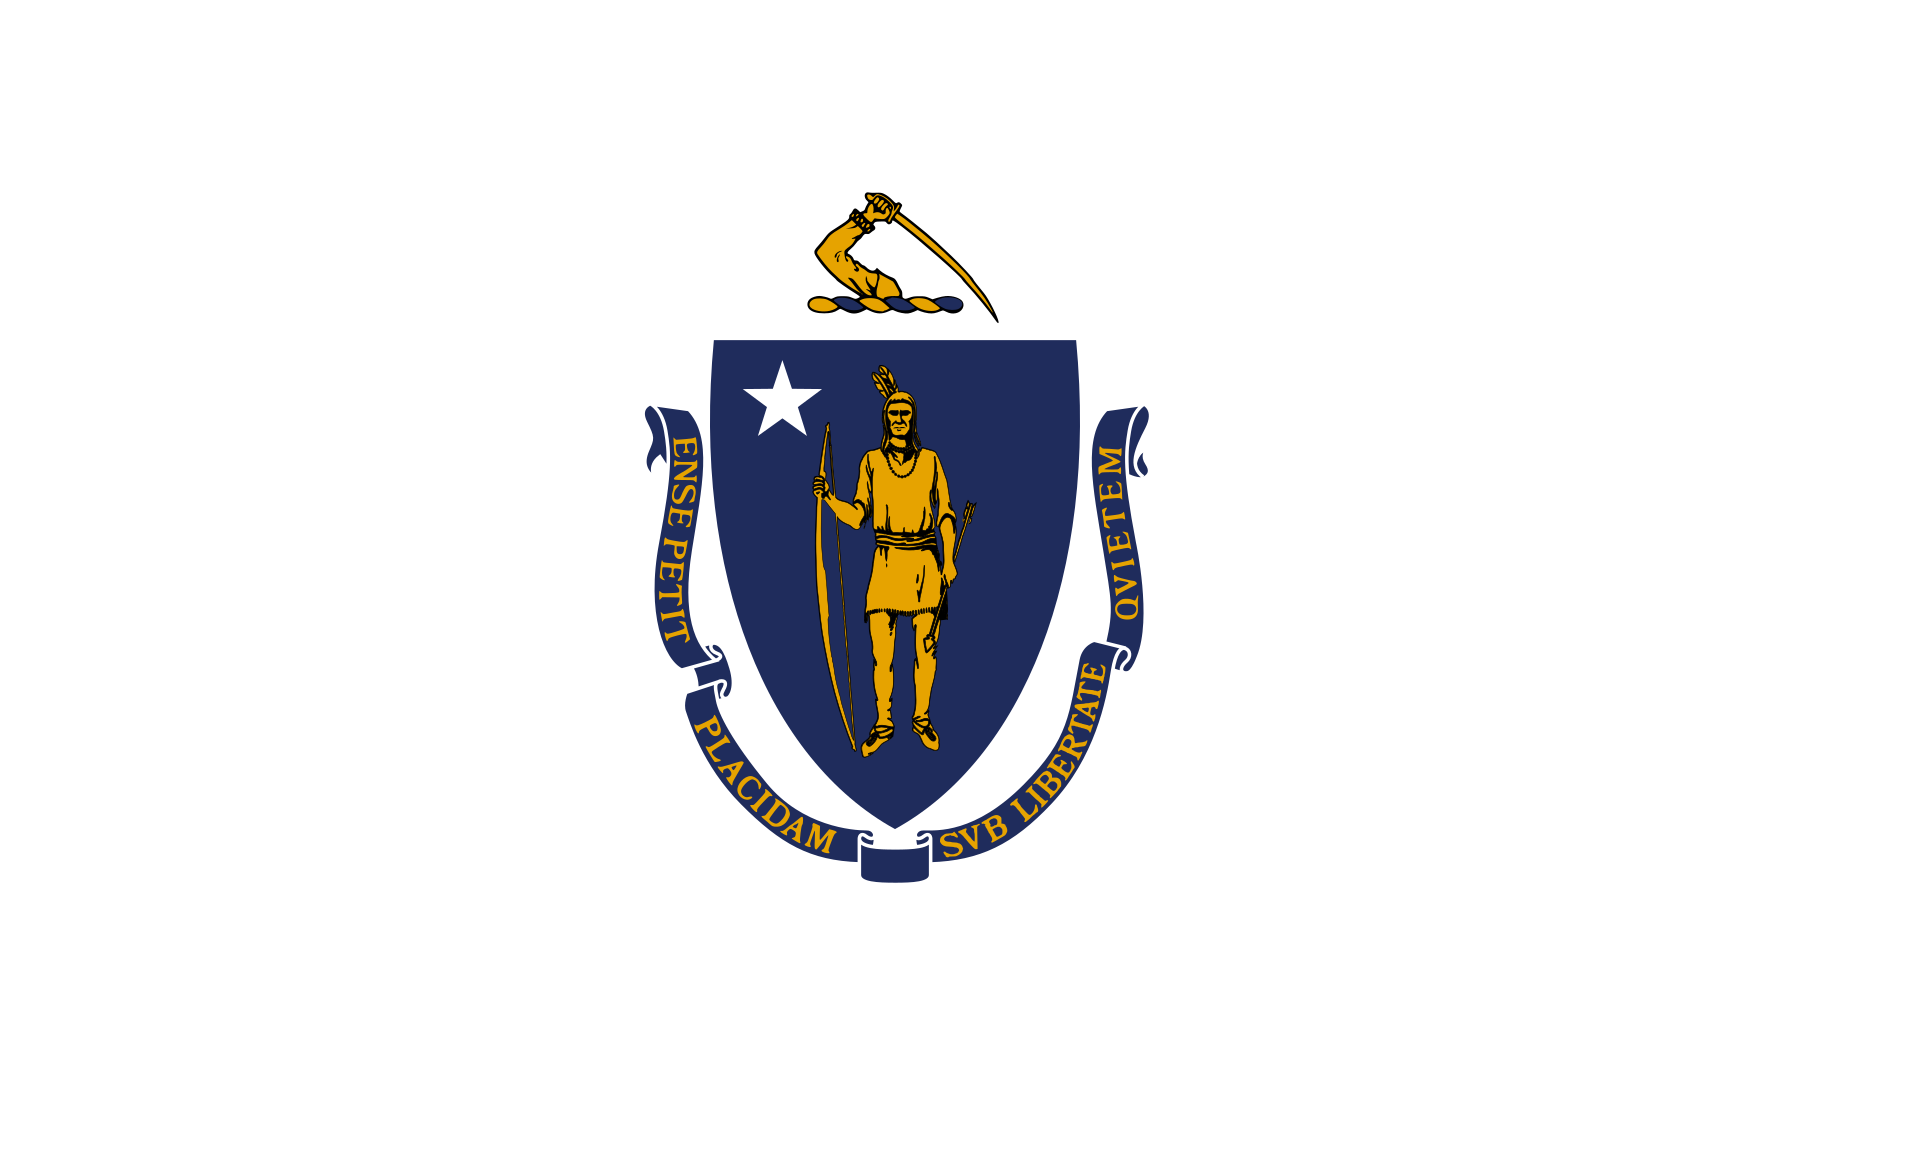 ENSE PETIT
PLACIDAM
SVB LIBERTATE
QVIETEM